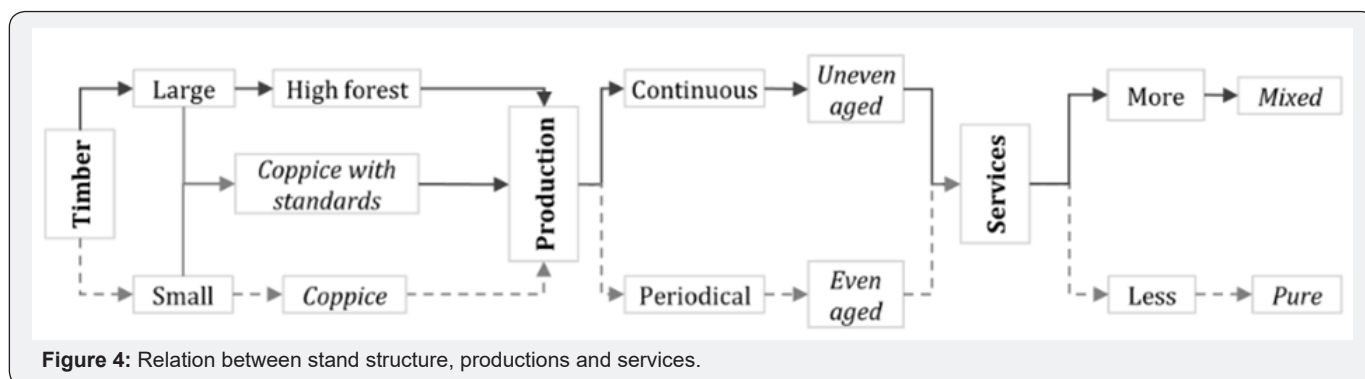 Timber
Large
High forest
Coppice with
standards
Small
Coppice
Production
Continuous
Uneven
aged
Periodical
Even
aged
Services
More
Mixed
Less
Pure
Figure 4: Relation between stand structure, productions and services.